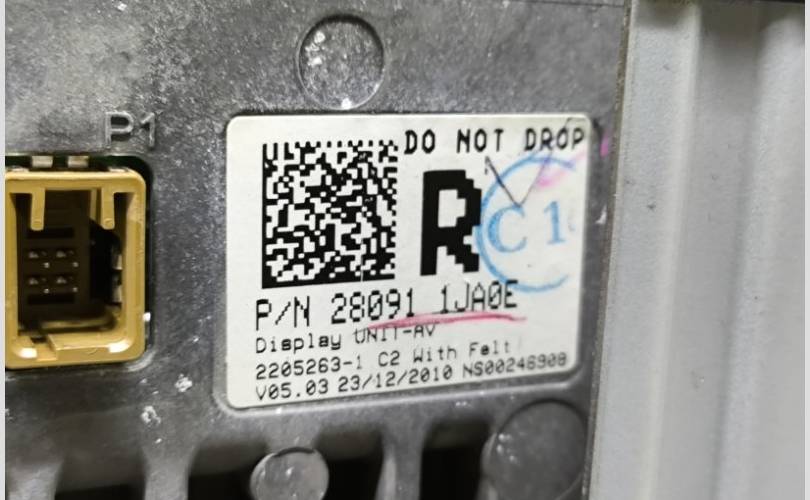 P1
DO NOT DROP
R
C 1
P/N 28091 1JA0E
Display UNIT-AV
2205263-1 C2 With Felt
V05.03 23/12/2010 NS00246908